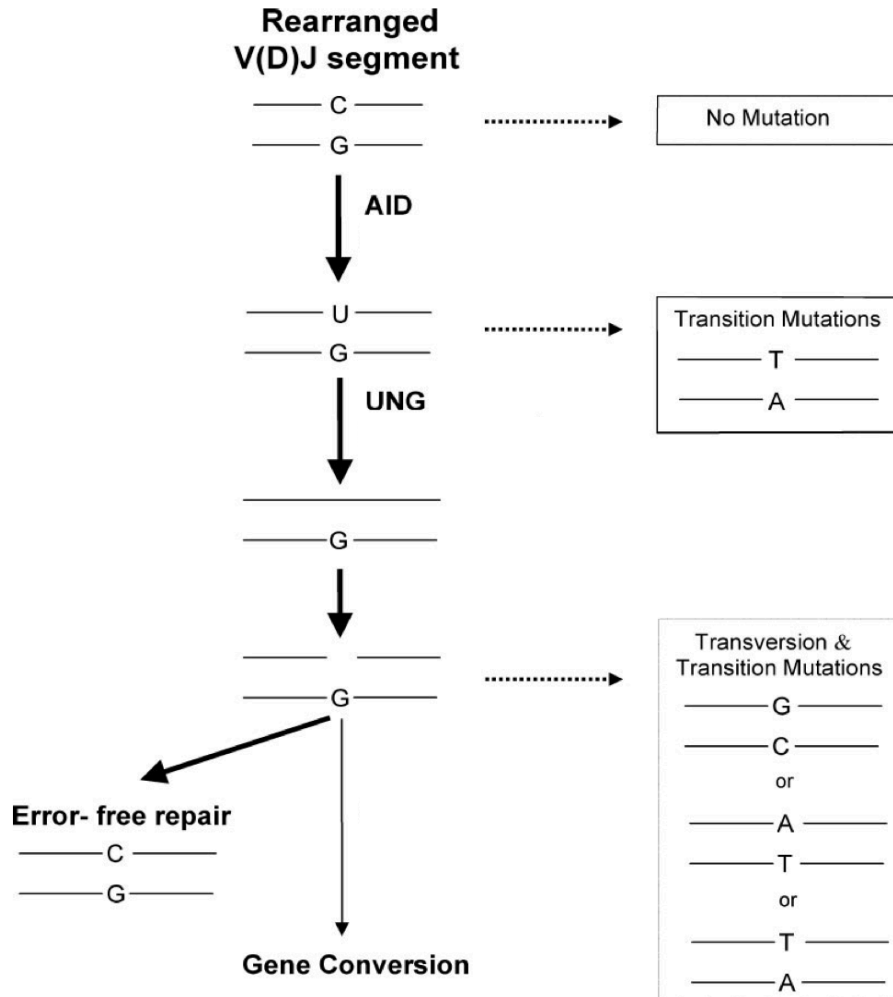 Rearranged
V(D)J segment
C
G
No Mutation
AID
U
G
Transition Mutations
T
A
UNG
G
G
Transversion &
Transition Mutations
G
C
or
A
T
or
T
A
Error- free repair
C
G
Gene Conversion